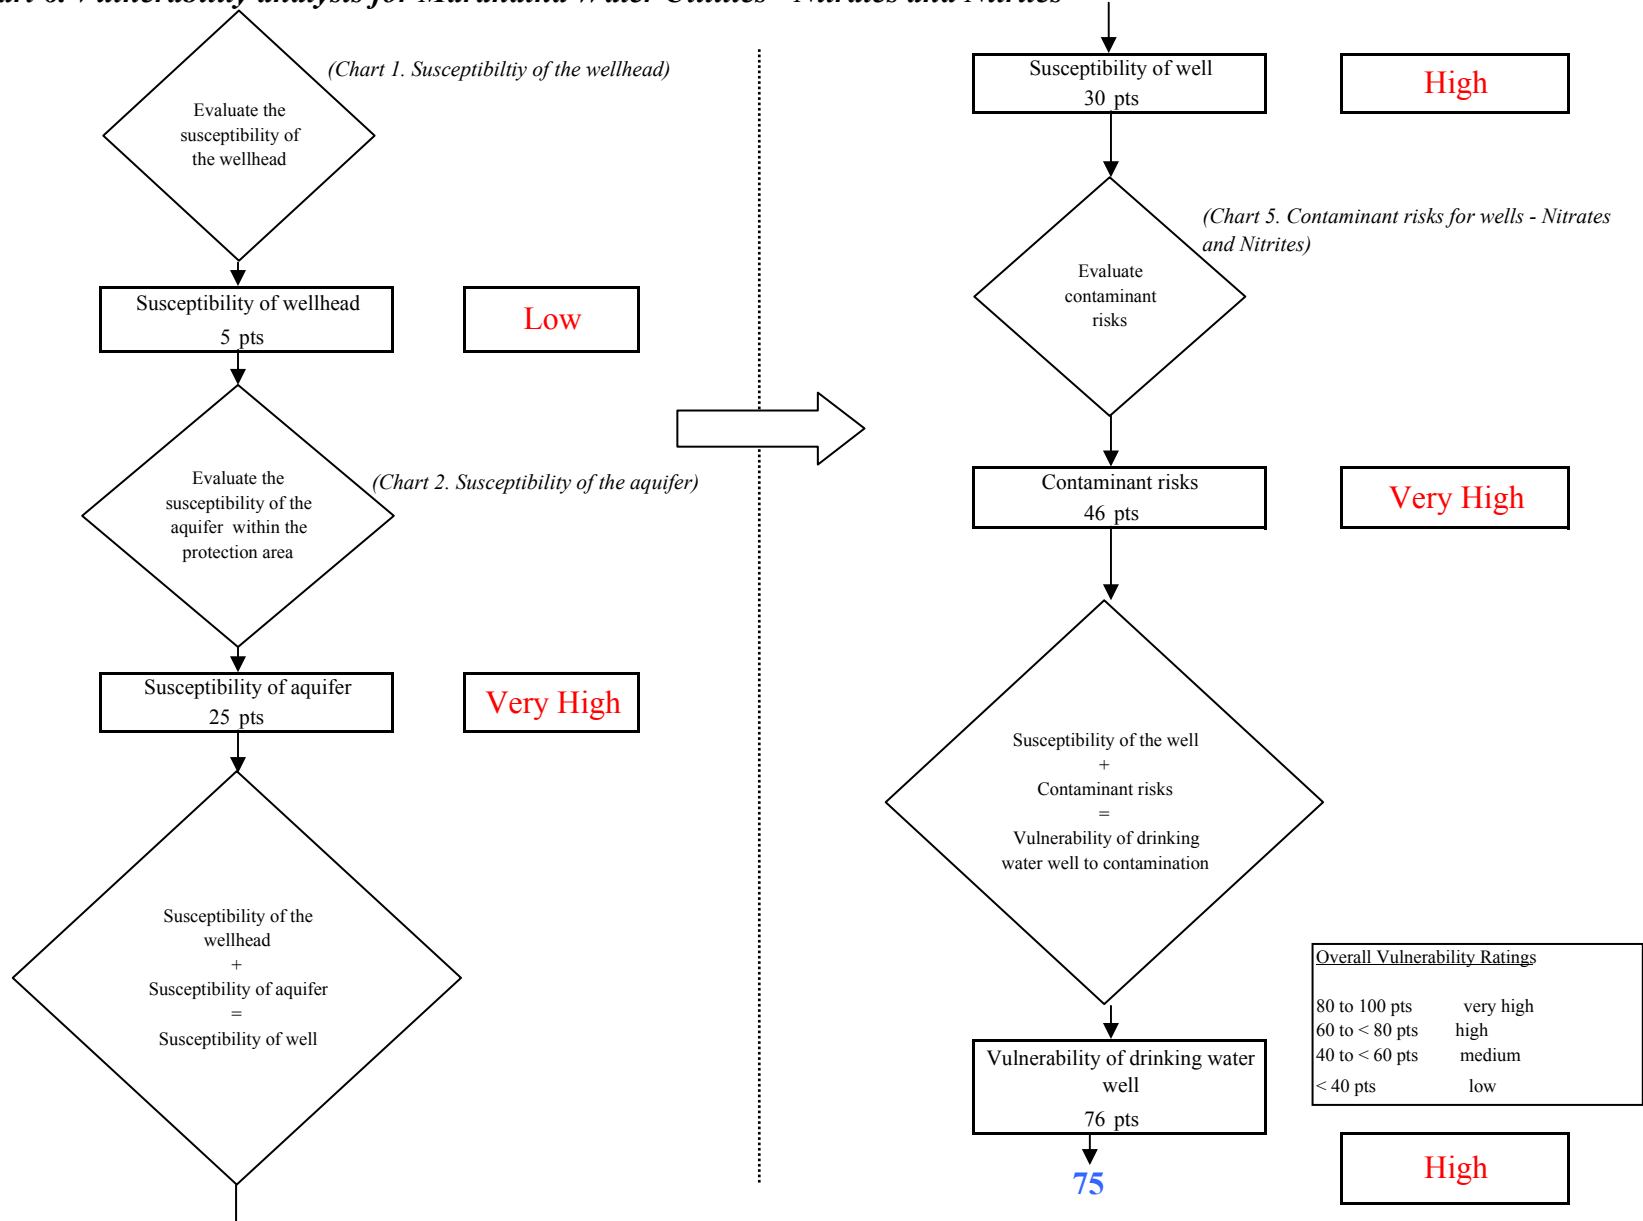 (Chart 1. Susceptibiltiy of the wellhead)
Evaluate the
susceptibility of
the wellhead
Susceptibility of wellhead
5 pts
Low
Evaluate the
susceptibility of the
aquifer within the
protection area
(Chart 2. Susceptibility of the aquifer)
Susceptibility of aquifer
25 pts
Very High
Susceptibility of the
wellhead
+
Susceptibility of aquifer
=
Susceptibility of well
Susceptibility of well
30 pts
High
(Chart 5. Contaminant risks for wells - Nitrates
and Nitrites)
Evaluate
contaminant
risks
Contaminant risks
46 pts
Very High
Susceptibility of the well
+
Contaminant risks
=
Vulnerability of drinking
water well to contamination
Overall Vulnerability Ratings
80 to 100 pts very high
60 to < 80 pts high
40 to < 60 pts medium
< 40 pts low
Vulnerability of drinking water
well
76 pts
75
High